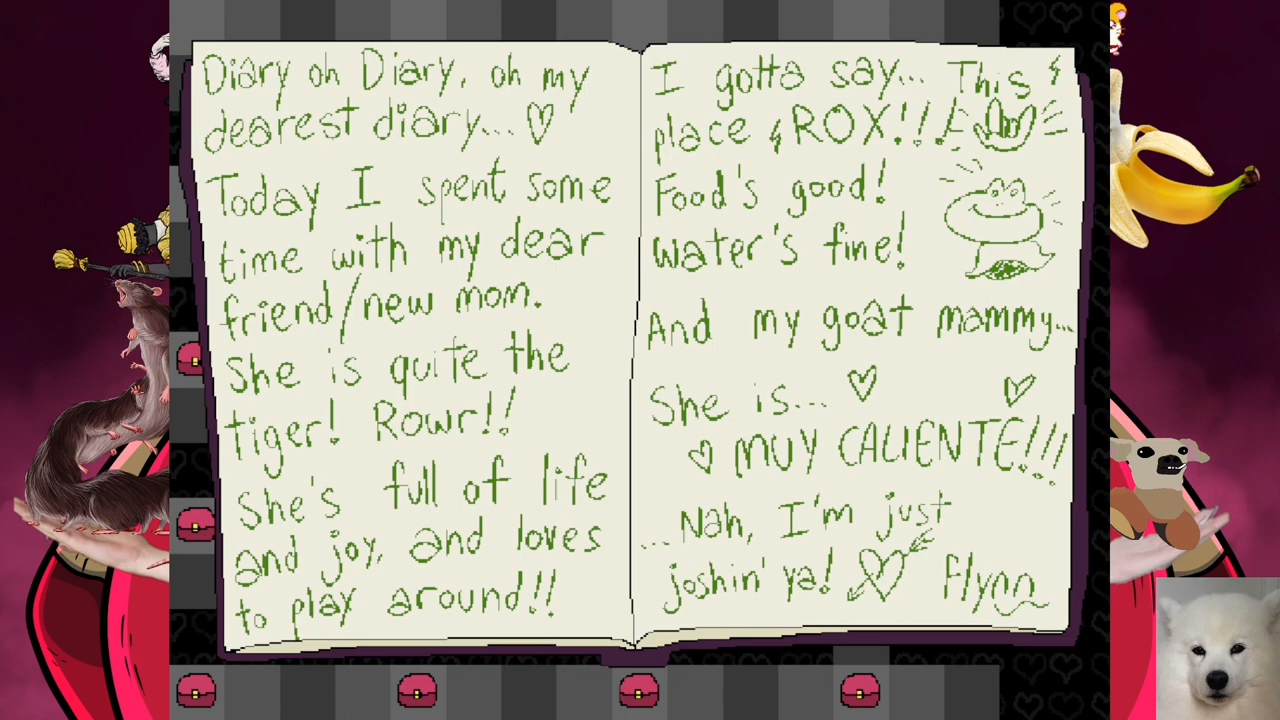 Diary oh Diary, oh my
dearest diary... ♡
Today I spent some
time with my dear
friend/new mom.
She is quite the
tiger! Rowr!!
She's full of life
and joy, and loves
to play around!!
I gotta say... This
place ROX!!!
Food's good!
Water's fine!
And my goat mammy...
She is... ♡
♡ MUY CALIENTE!!!
...Nah, I'm just
joshin' ya! Flynn